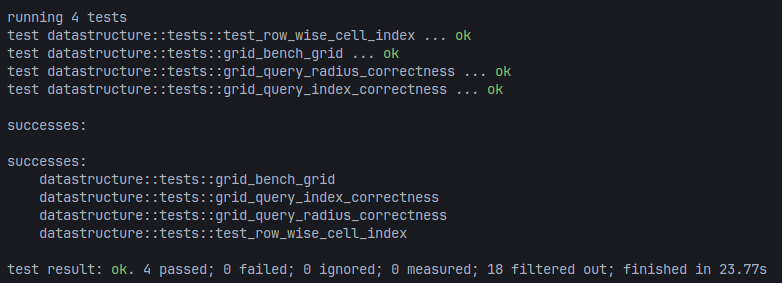 running 4 tests
test datastructure::tests::test_row_wise_cell_index ... ok
test datastructure::tests::grid_bench_grid ... ok
test datastructure::tests::grid_query_radius_correctness ... ok
test datastructure::tests::grid_query_index_correctness ... ok
successes:
successes:
datastructure::tests::grid_bench_grid
datastructure::tests::grid_query_index_correctness
datastructure::tests::grid_query_radius_correctness
datastructure::tests::test_row_wise_cell_index
test result: ok. 4 passed; 0 failed; 0 ignored; 0 measured; 18 filtered out; finished in 23.77s